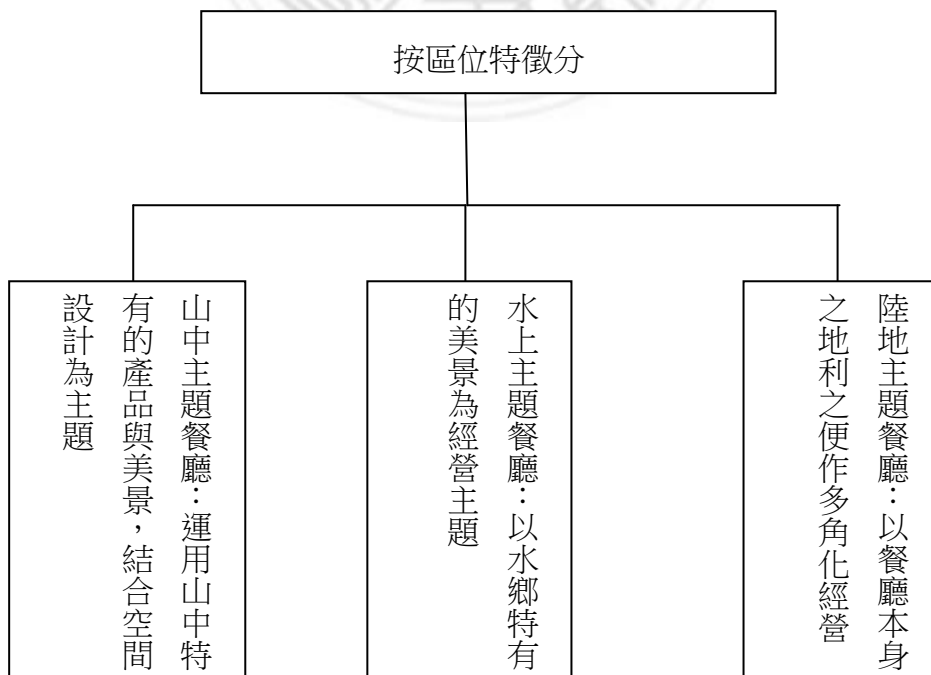 按區位特徵分
山中主題餐廳：運用山中特
有的產品與美景，結合空間
設計為主題
水上主題餐廳：以水鄉特有
的美景為經營主題
陸地主題餐廳：以餐廳本身
之地利之便作多角化經營